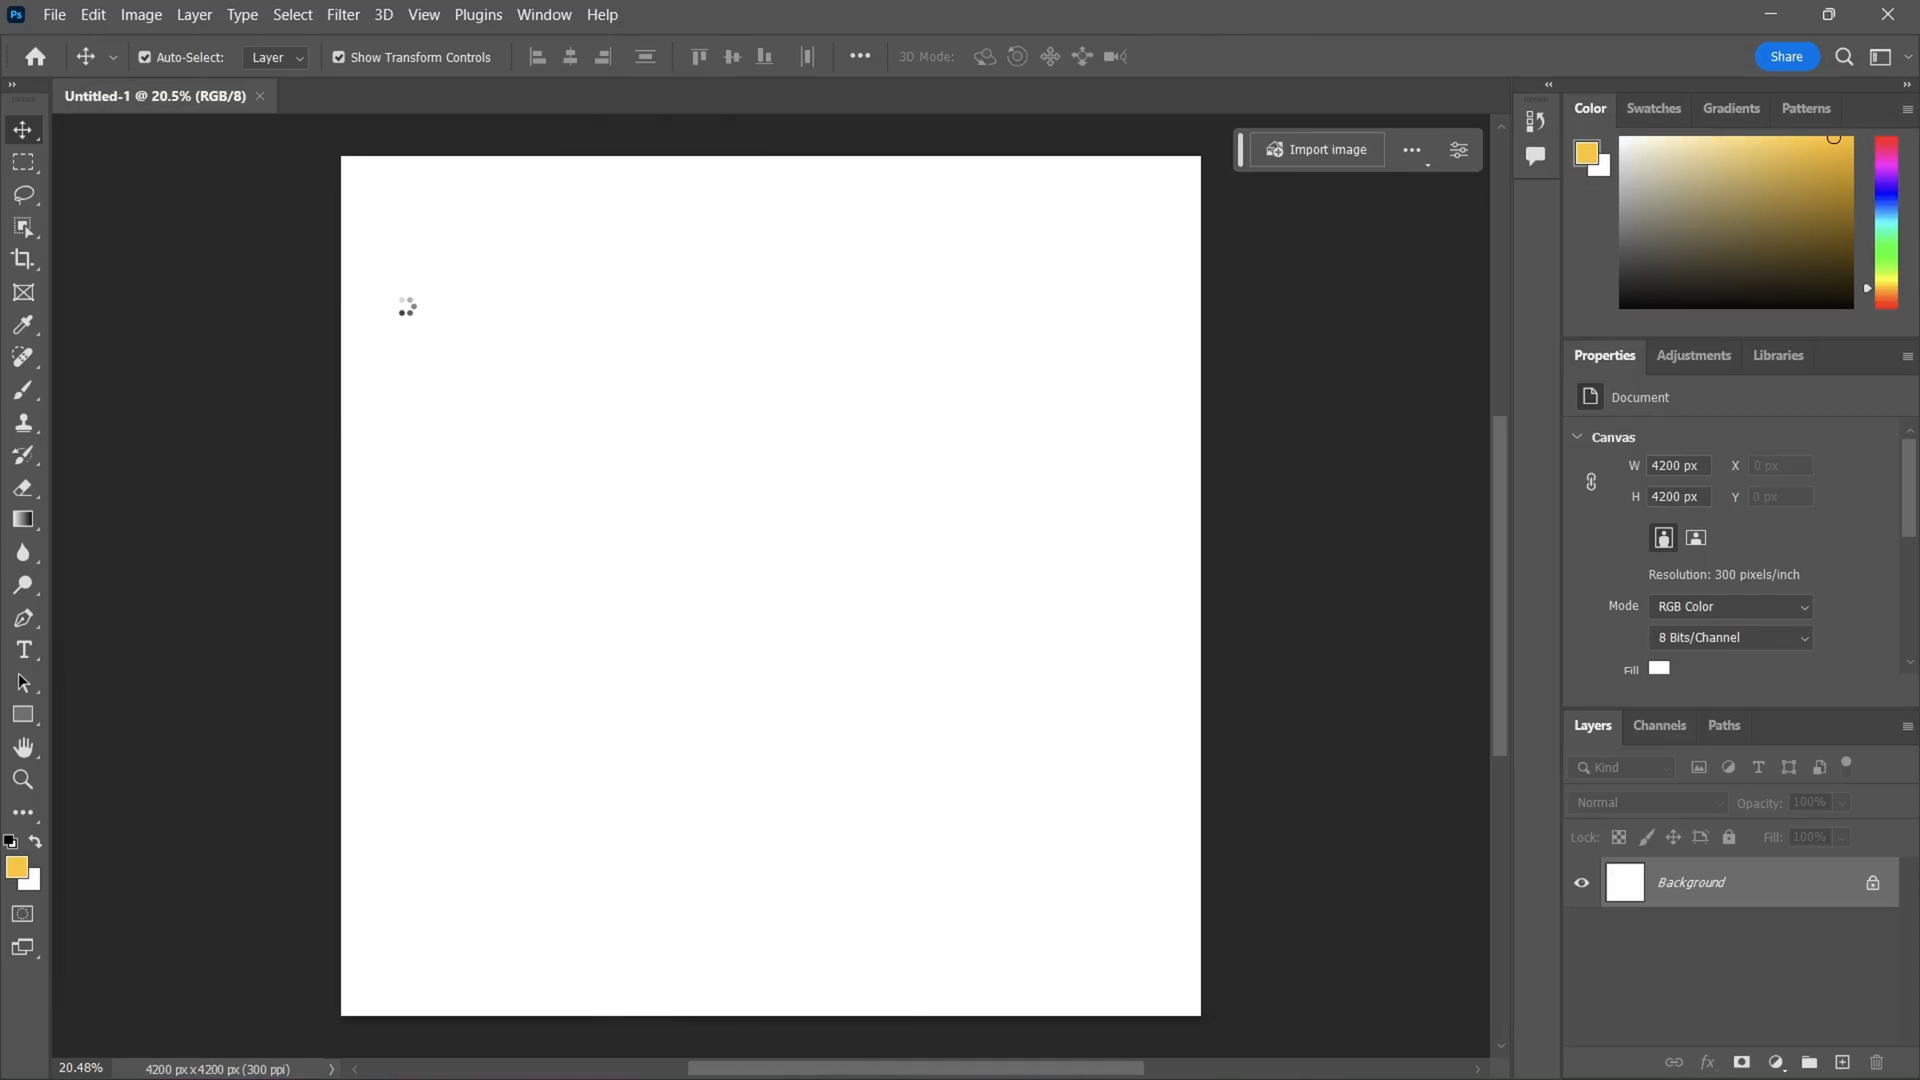 Ps File Edit Image Layer Type Select Filter 3D View Plugins Window Help
Auto-Select: Layer Show Transform Controls 3D Mode: Share
Untitled-1 @ 20.5% (RGB/8)
Import image
Color Swatches Gradients Patterns
Properties Adjustments Libraries
Document
Canvas
W 4200 px X 0 px
H 4200 px Y 0 px
Resolution: 300 pixels/inch
Mode RGB Color
8 Bits/Channel
Fill
Layers Channels Paths
Kind
Normal Opacity: 100%
Lock: Fill: 100%
Background
20.48% 4200 px x 4200 px (300 ppi)